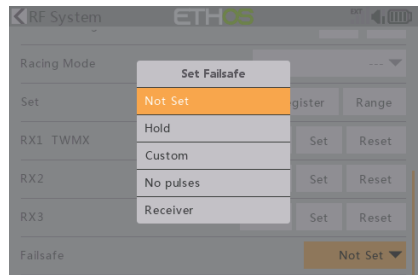 RF System ETHOS
Racing Mode ---
Set Failsafe
Set gister Range
Not Set
Hold
RX1 TWMX Set Reset
Custom
RX2 Set Reset
No pulses
RX3 Set Reset
Receiver
Failsafe Not Set